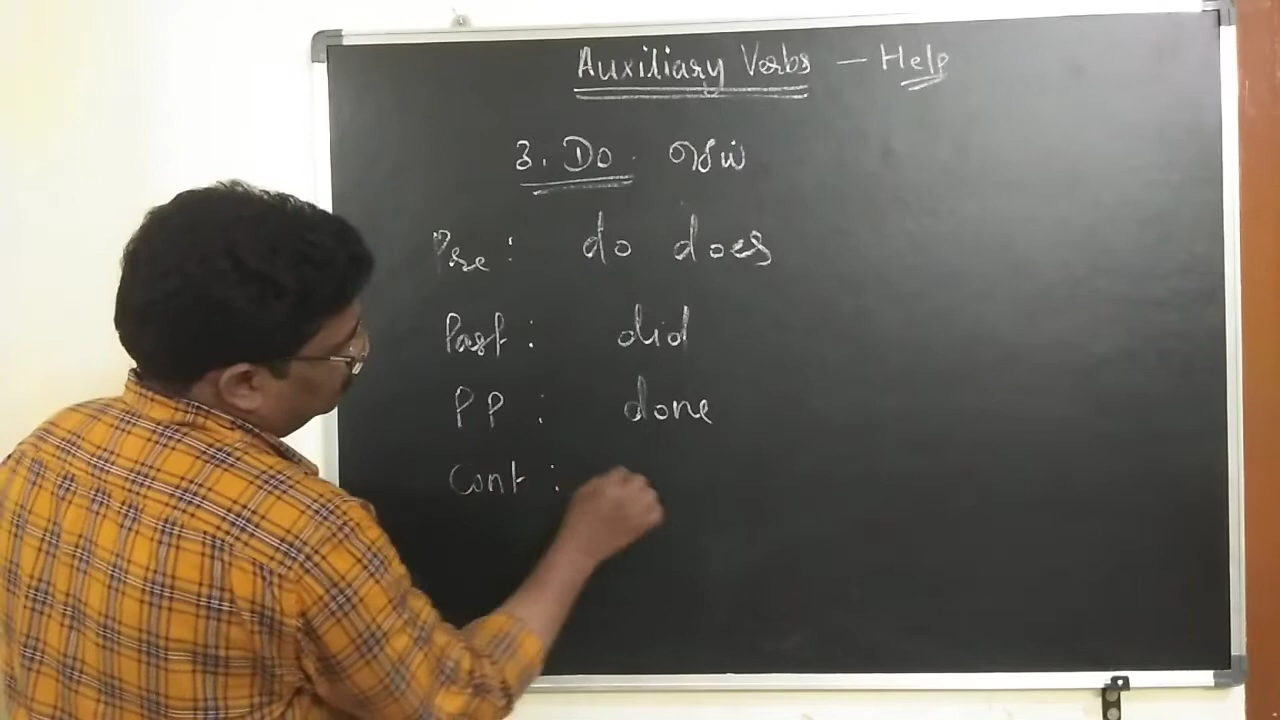 Auxiliary Verbs — Help
3. Do. செய்
Pre: do does
Past: did
PP: done
Cont: